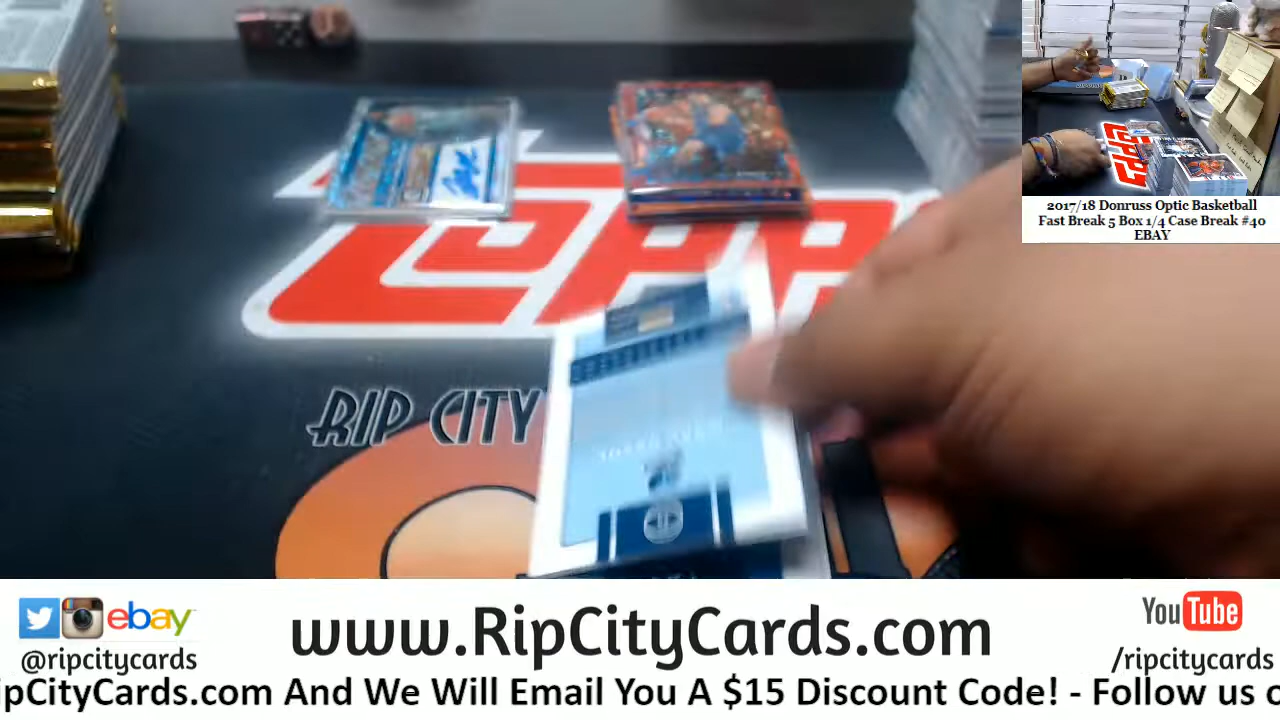 2017/18 Donruss Optic Basketball
Fast Break 5 Box 1/4 Case Break #40
EBAY
RIP CITY
ebay
www.RipCityCards.com
YouTube
@ripcitycards
/ripcitycards
ipCityCards.com And We Will Email You A $15 Discount Code! - Follow us o